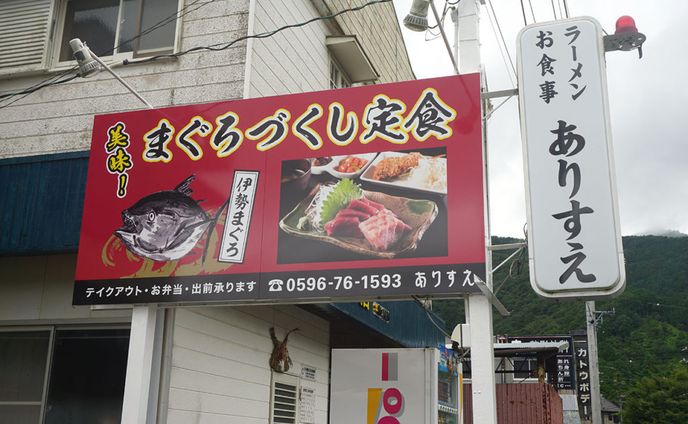 美味!
まぐろづくし定食
伊勢まぐろ
テイクアウト・お弁当・出前承ります
☎0596-76-1593 ありすえ
ラーメン
お食事
ありすえ
カトウボデー